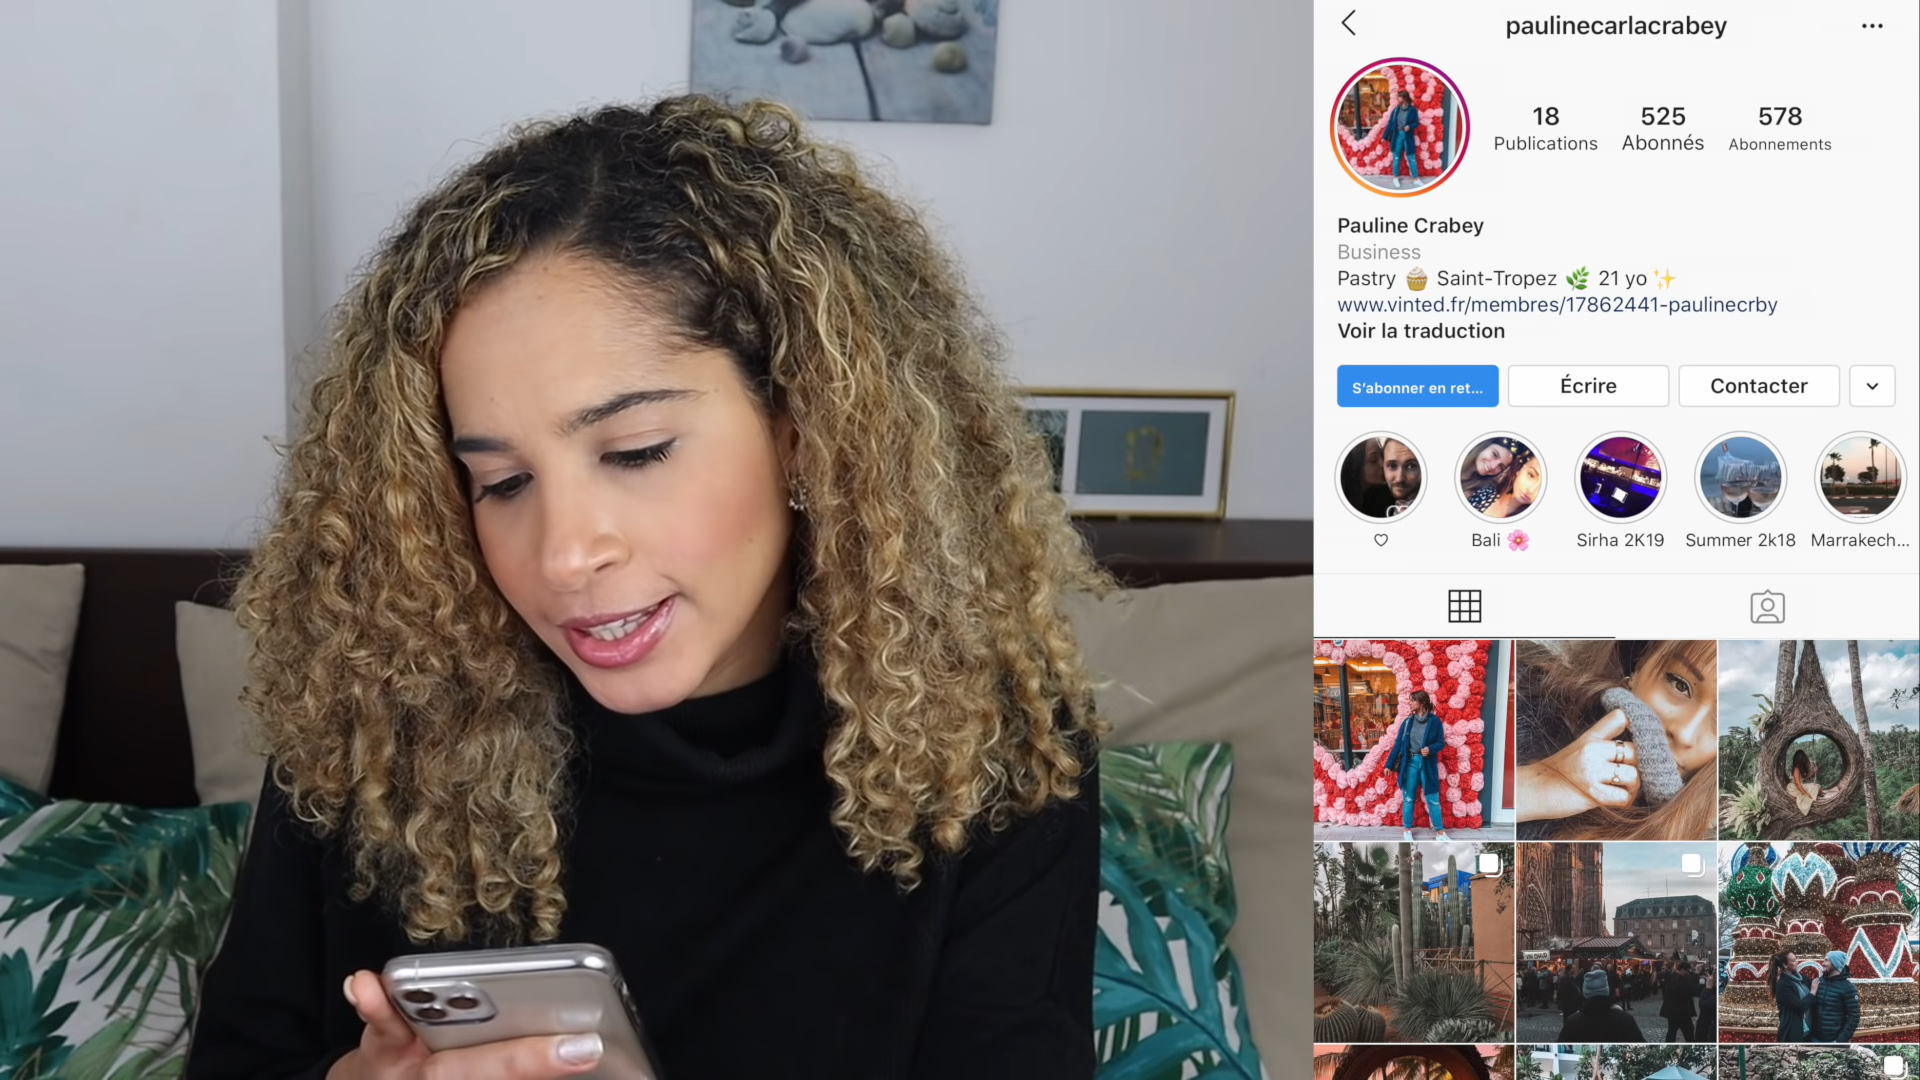 paulinecarlacrabey
18 525 578
Publications Abonnés Abonnements
Pauline Crabey
Business
Pastry 🧁 Saint-Tropez 🌿 21 yo ✨
www.vinted.fr/membres/17862441-paulinecrby
Voir la traduction
S'abonner en ret... Écrire Contacter
♡ Bali 🌸 Sirha 2K19 Summer 2k18 Marrakech...